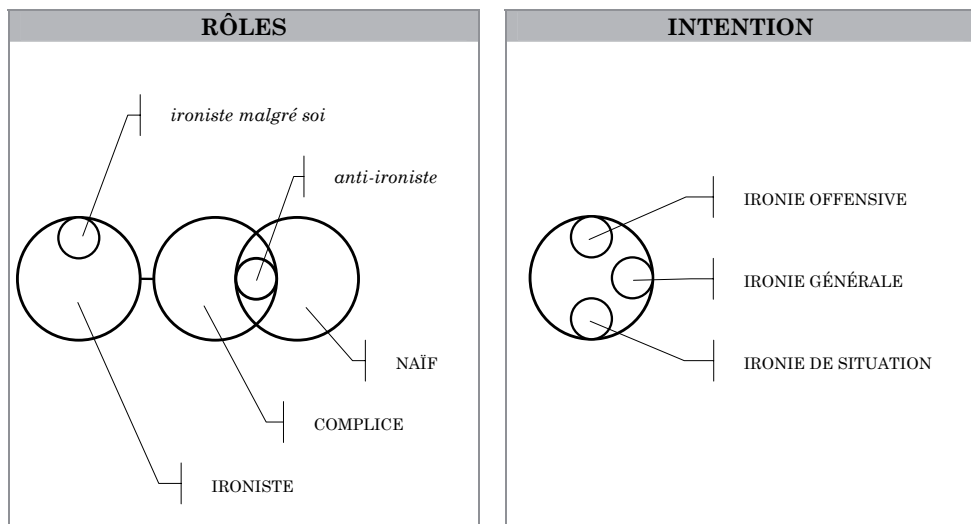 RÔLES
ironiste malgré soi
anti-ironiste
NAÏF
COMPLICE
IRONISTE
INTENTION
IRONIE OFFENSIVE
IRONIE GÉNÉRALE
IRONIE DE SITUATION